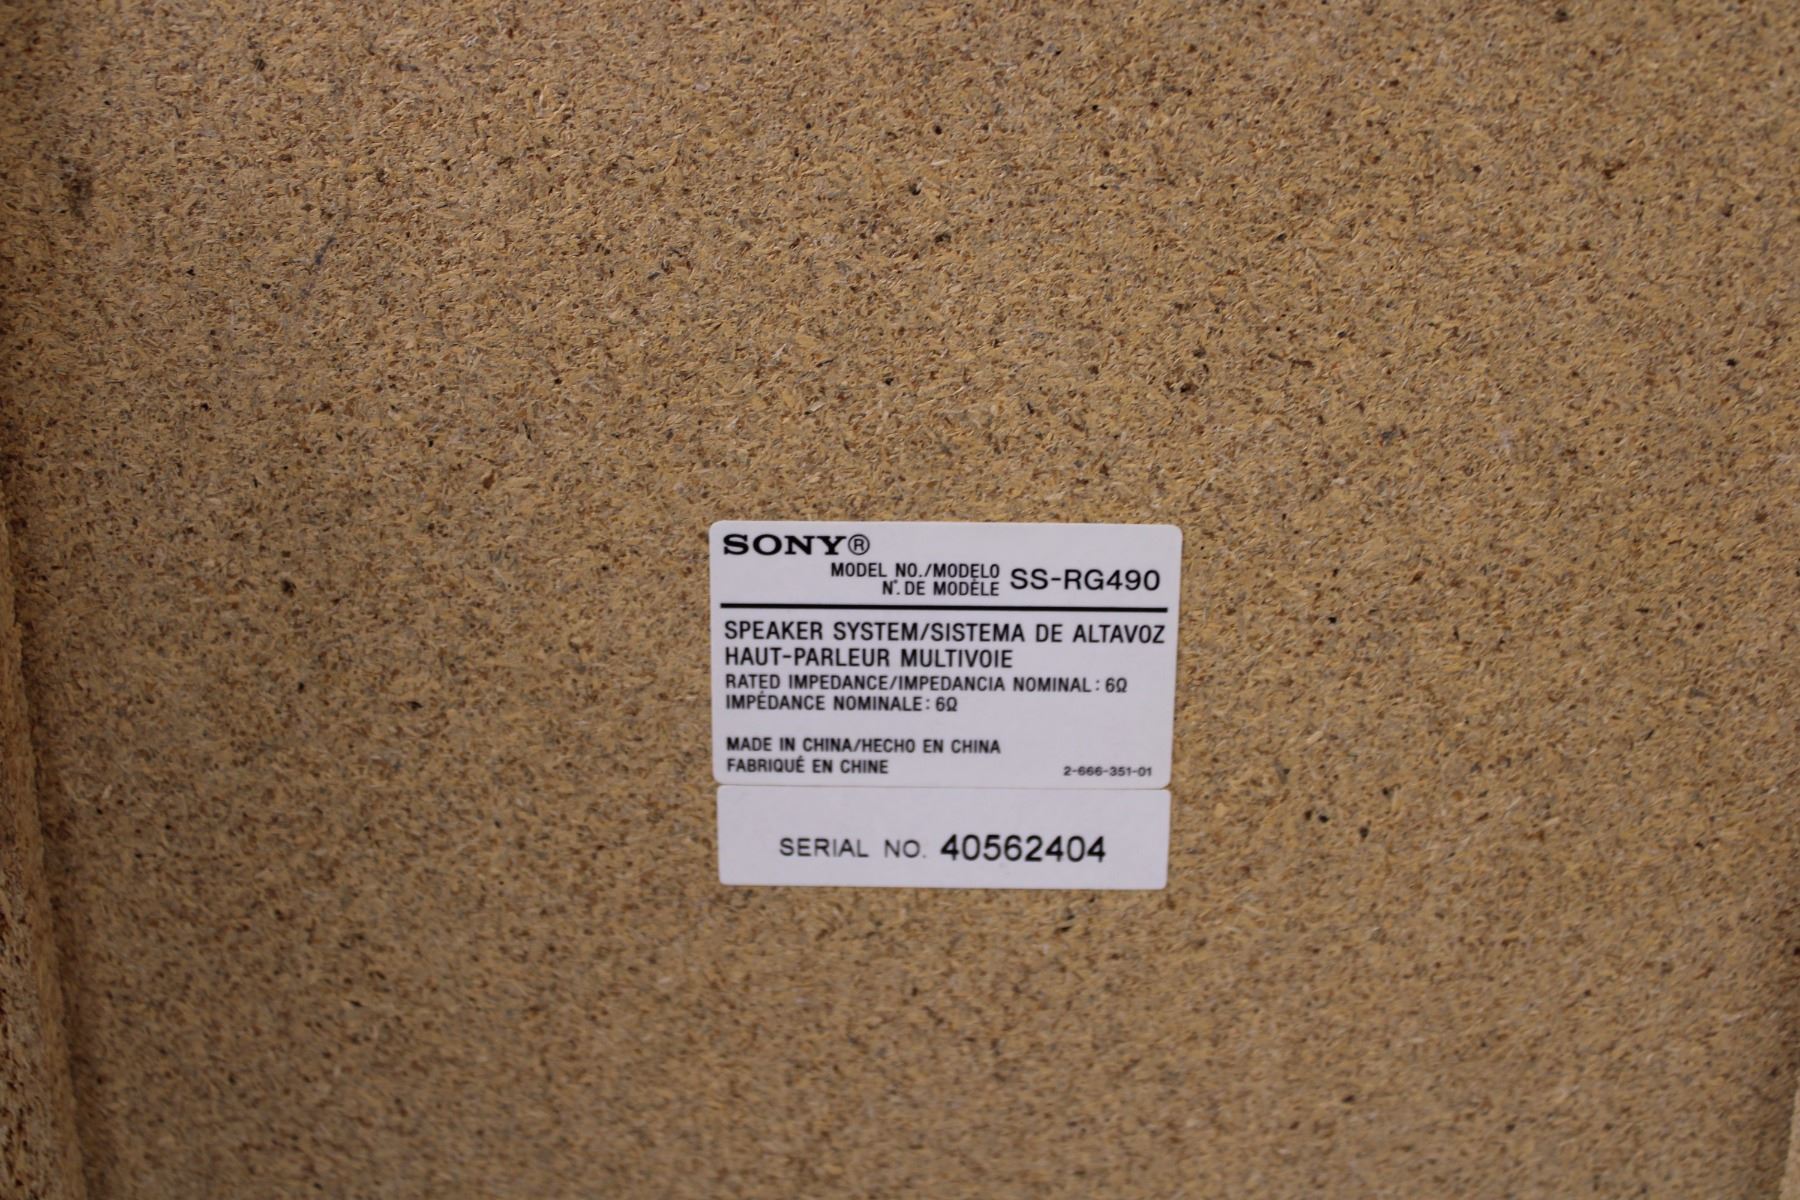 SONY®
MODEL NO./MODELO SS-RG490
N°. DE MODÈLE
SPEAKER SYSTEM/SISTEMA DE ALTAVOZ
HAUT-PARLEUR MULTIVOIE
RATED IMPEDANCE/IMPEDANCIA NOMINAL: 6Ω
IMPÉDANCE NOMINALE: 6Ω
MADE IN CHINA/HECHO EN CHINA
FABRIQUÉ EN CHINE 2-666-351-01
SERIAL NO. 40562404